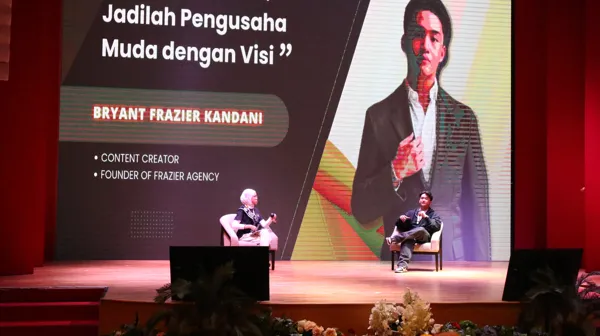 Jadilah Pengusaha
Muda dengan Visi ”
BRYANT FRAZIER KANDANI
• CONTENT CREATOR
• FOUNDER OF FRAZIER AGENCY